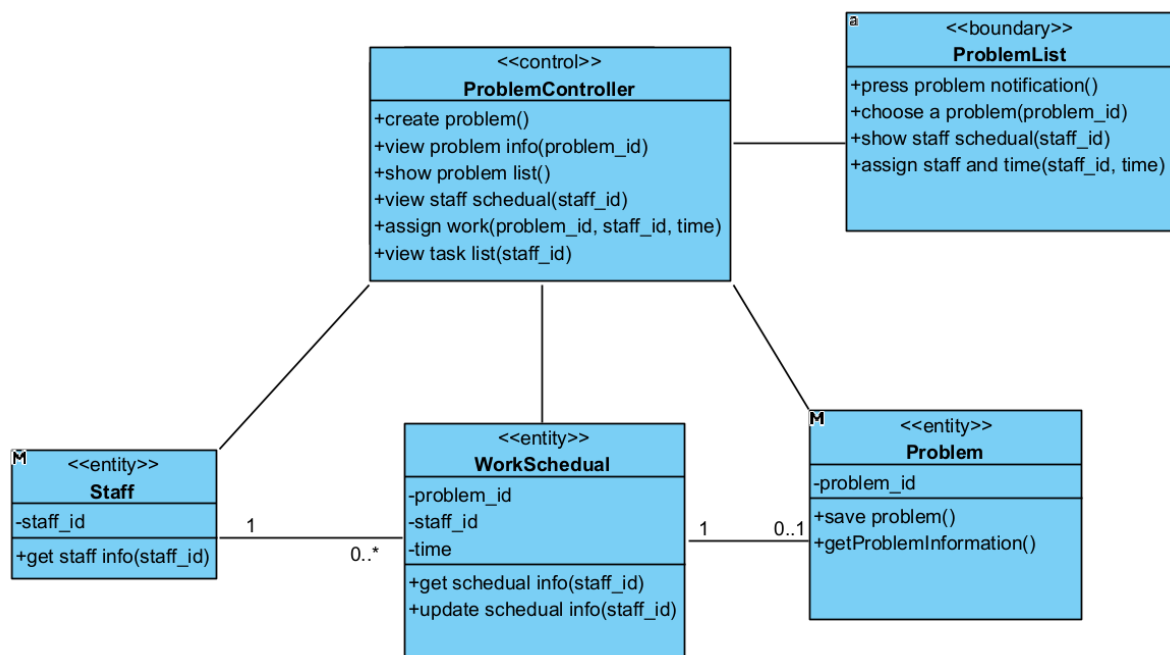 <<control>>
ProblemController
+create problem()
+view problem info(problem_id)
+show problem list()
+view staff schedual(staff_id)
+assign work(problem_id, staff_id, time)
+view task list(staff_id)
a
<<boundary>>
ProblemList
+press problem notification()
+choose a problem(problem_id)
+show staff schedual(staff_id)
+assign staff and time(staff_id, time)
M
<<entity>>
Staff
-staff_id
+get staff info(staff_id)
1
0..*
<<entity>>
WorkSchedual
-problem_id
-staff_id
-time
+get schedual info(staff_id)
+update schedual info(staff_id)
1
0..1
M
<<entity>>
Problem
-problem_id
+save problem()
+getProblemInformation()